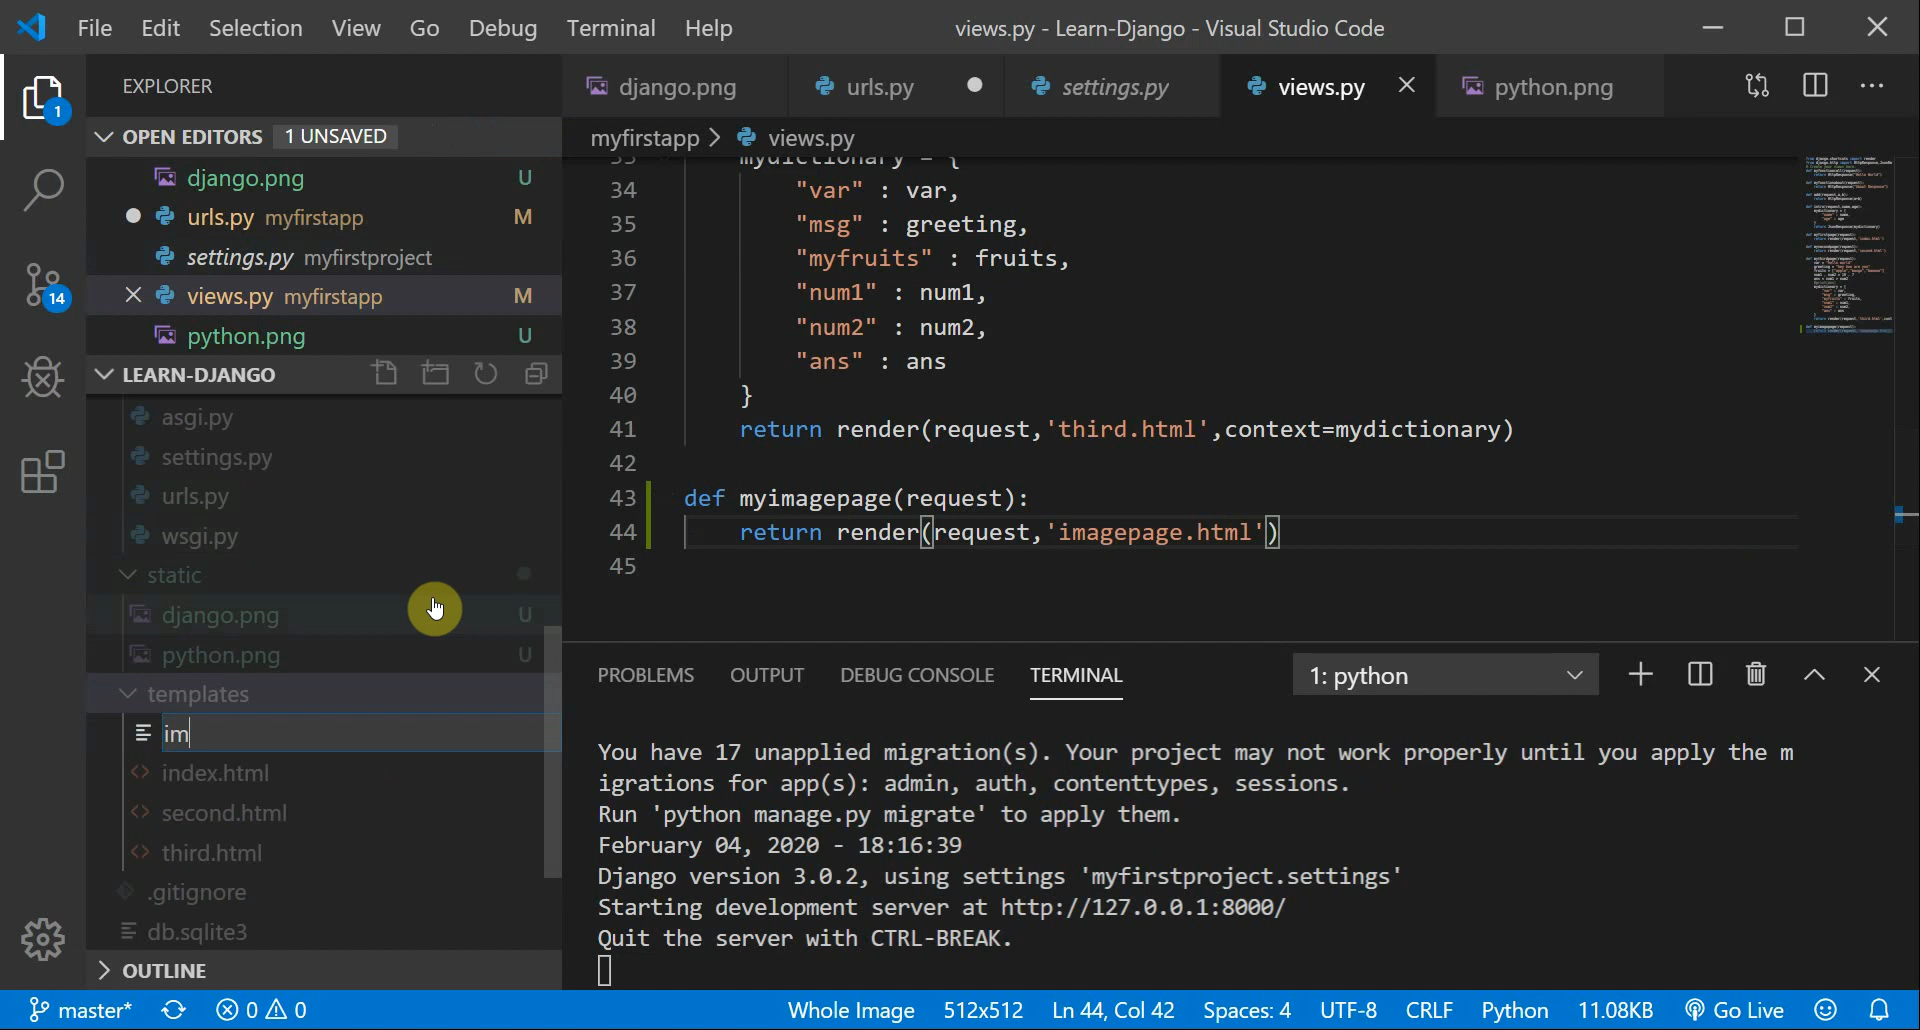 File Edit Selection View Go Debug Terminal Help
views.py - Learn-Django - Visual Studio Code
EXPLORER
1
OPEN EDITORS 1 UNSAVED
django.png U
urls.py myfirstapp M
settings.py myfirstproject
views.py myfirstapp M
python.png U
14
LEARN-DJANGO
asgi.py
settings.py
urls.py
wsgi.py
static
django.png U
python.png U
templates
im
index.html
second.html
third.html
.gitignore
db.sqlite3
OUTLINE
django.png urls.py settings.py views.py python.png
myfirstapp > views.py
33 mydictionary = {
34 "var" : var,
35 "msg" : greeting,
36 "myfruits" : fruits,
37 "num1" : num1,
38 "num2" : num2,
39 "ans" : ans
40 }
41 return render(request,'third.html',context=mydictionary)
42
43 def myimagepage(request):
44 return render(request,'imagepage.html')
45
PROBLEMS OUTPUT DEBUG CONSOLE TERMINAL 1: python
You have 17 unapplied migration(s). Your project may not work properly until you apply the m
igrations for app(s): admin, auth, contenttypes, sessions.
Run 'python manage.py migrate' to apply them.
February 04, 2020 - 18:16:39
Django version 3.0.2, using settings 'myfirstproject.settings'
Starting development server at http://127.0.0.1:8000/
Quit the server with CTRL-BREAK.
master* 0 0 Whole Image 512x512 Ln 44, Col 42 Spaces: 4 UTF-8 CRLF Python 11.08KB Go Live